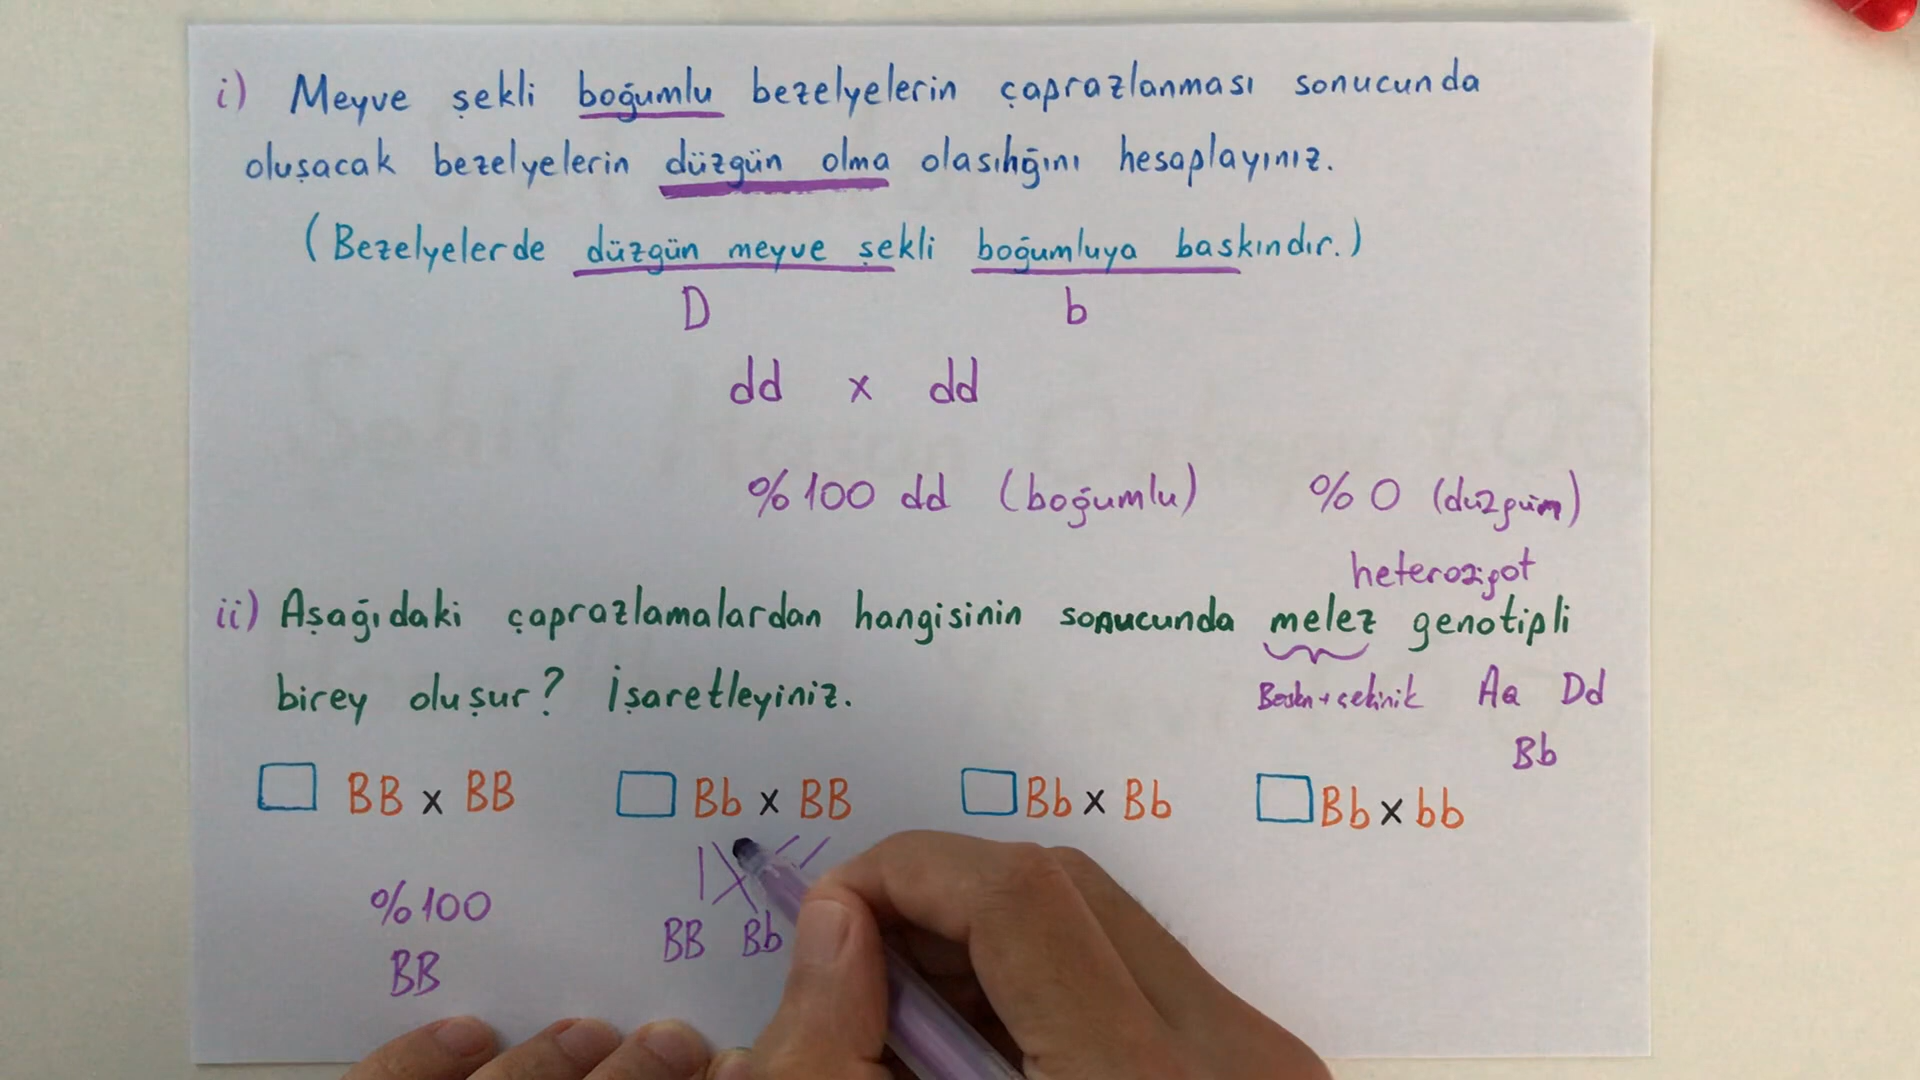 i) Meyve şekli boğumlu bezelyelerin çaprazlanması sonucunda
oluşacak bezelyelerin düzgün olma olasılığını hesaplayınız.
(Bezelyelerde düzgün meyve şekli boğumluya baskındır.)
D b
dd x dd
%100 dd (boğumlu) %0 (düzgün)
heterozigot
ii) Aşağıdaki çaprazlamalardan hangisinin sonucunda melez genotipli
birey oluşur? İşaretleyiniz.
Baskın + çekinik Aa Dd
Bb
BB x BB Bb x BB Bb x Bb Bb x bb
%100
BB
BB Bb